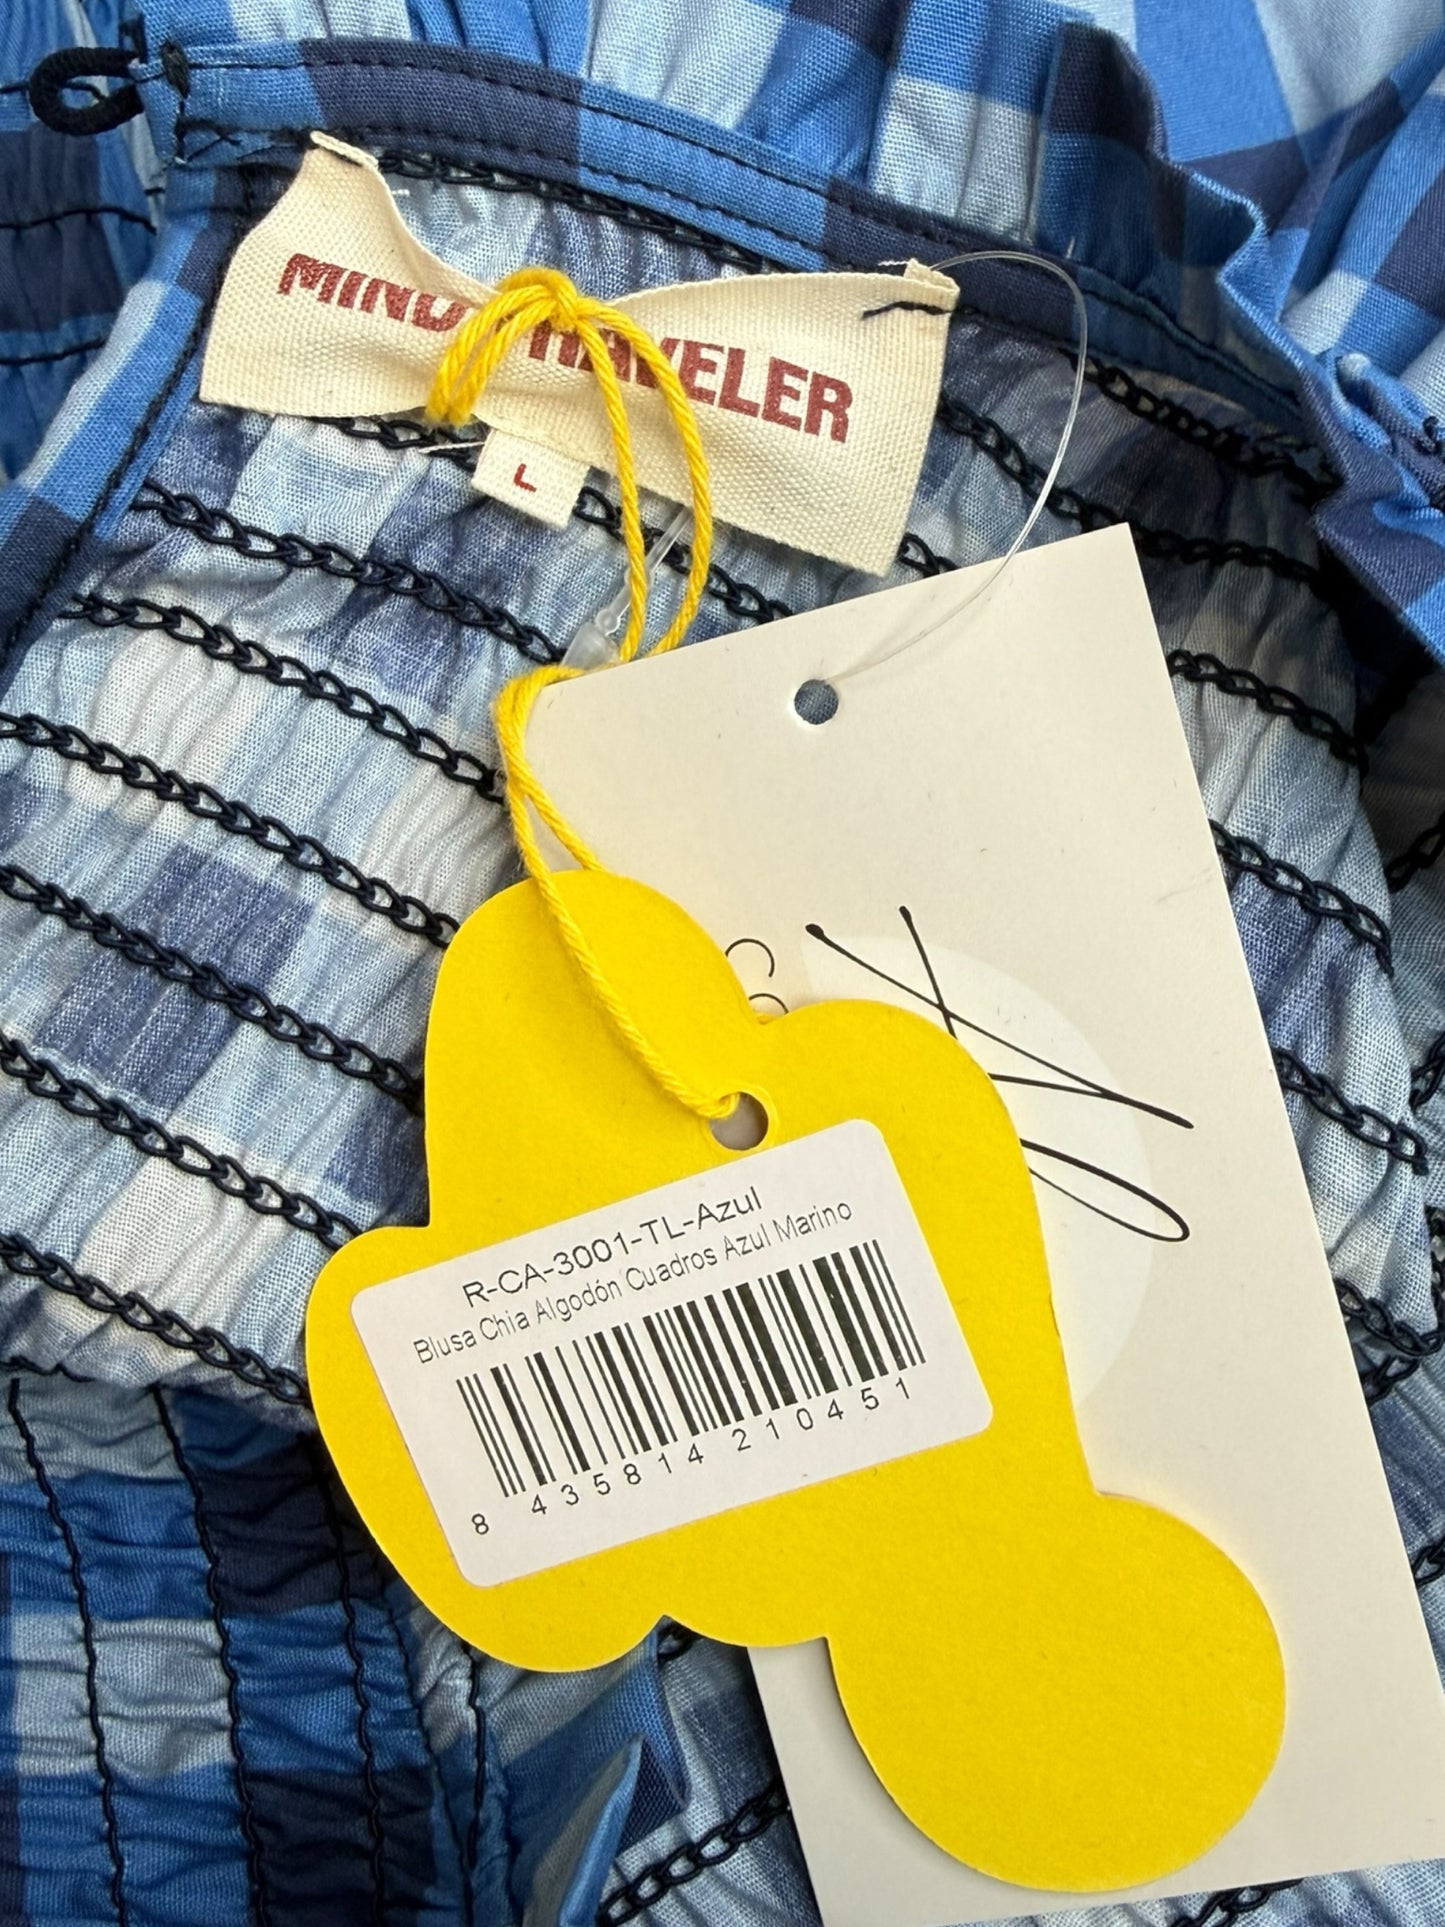 MIND TRAVELER
L
R-CA-3001-TL-Azul
Blusa Chia Algodón Cuadros Azul Marino
8 435814 210451